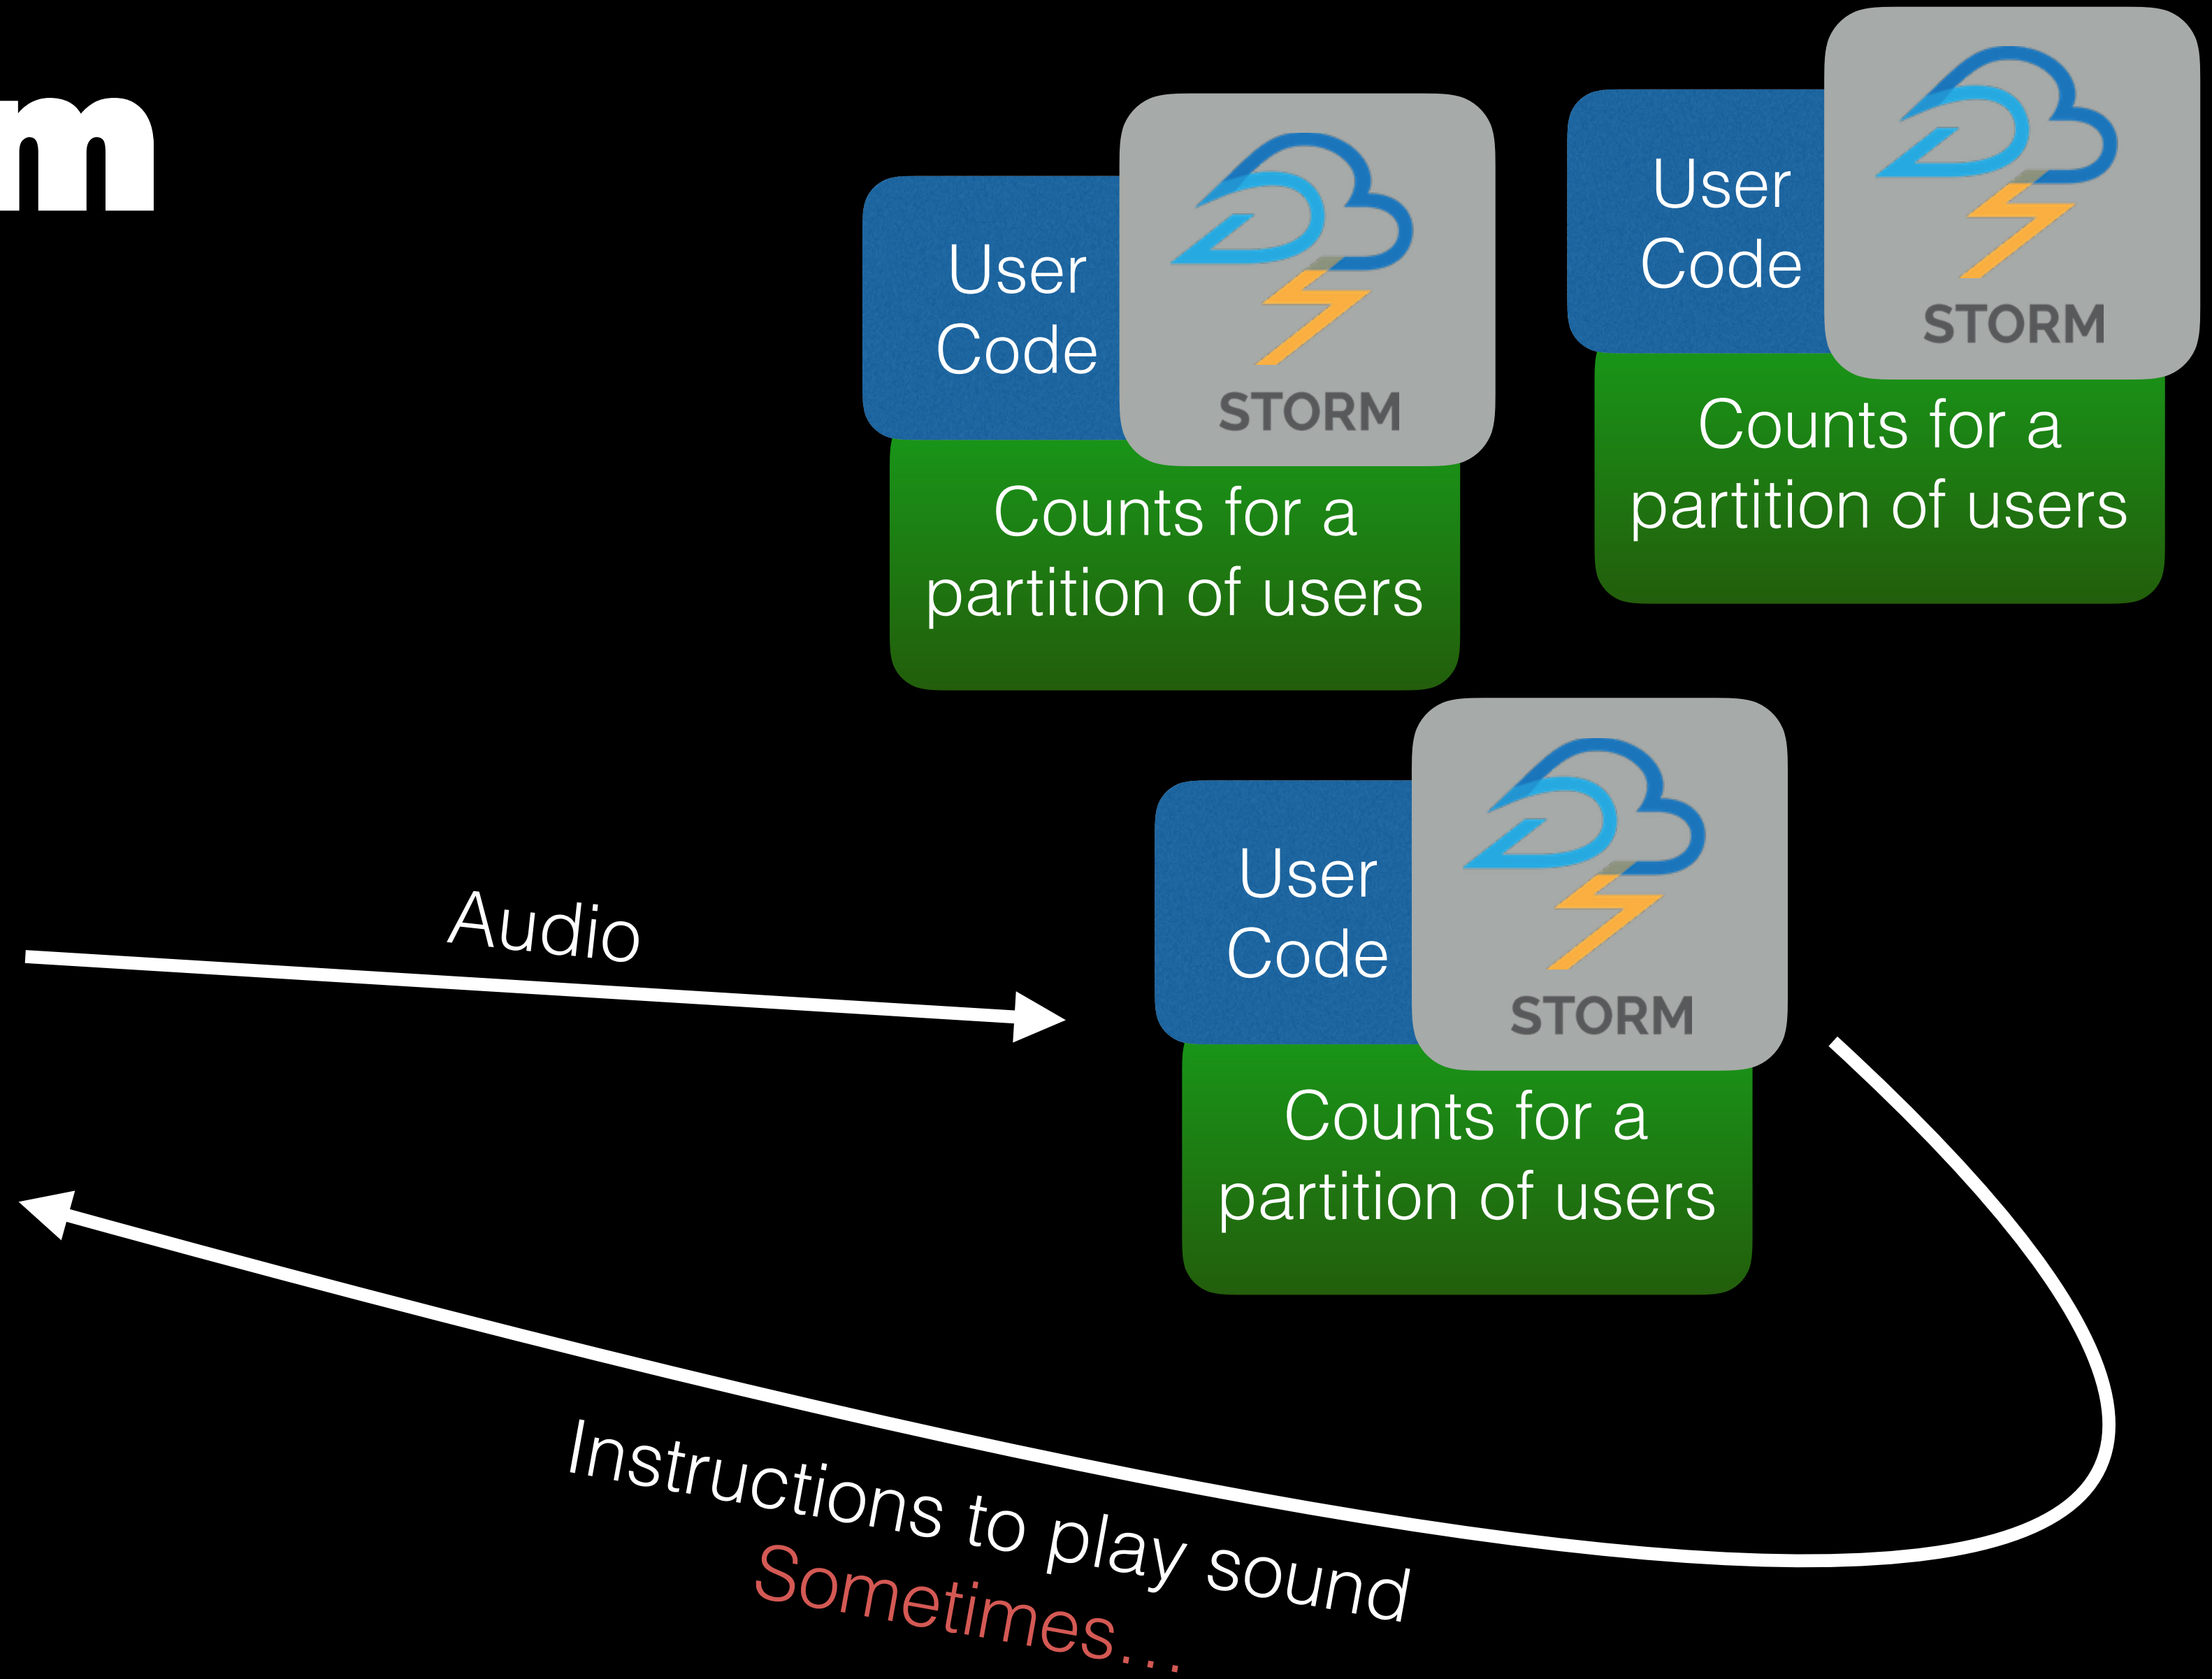 m
User
Code
STORM
Counts for a
partition of users
User
Code
STORM
Counts for a
partition of users
User
Code
STORM
Counts for a
partition of users
Audio
Instructions to play sound
Sometimes...